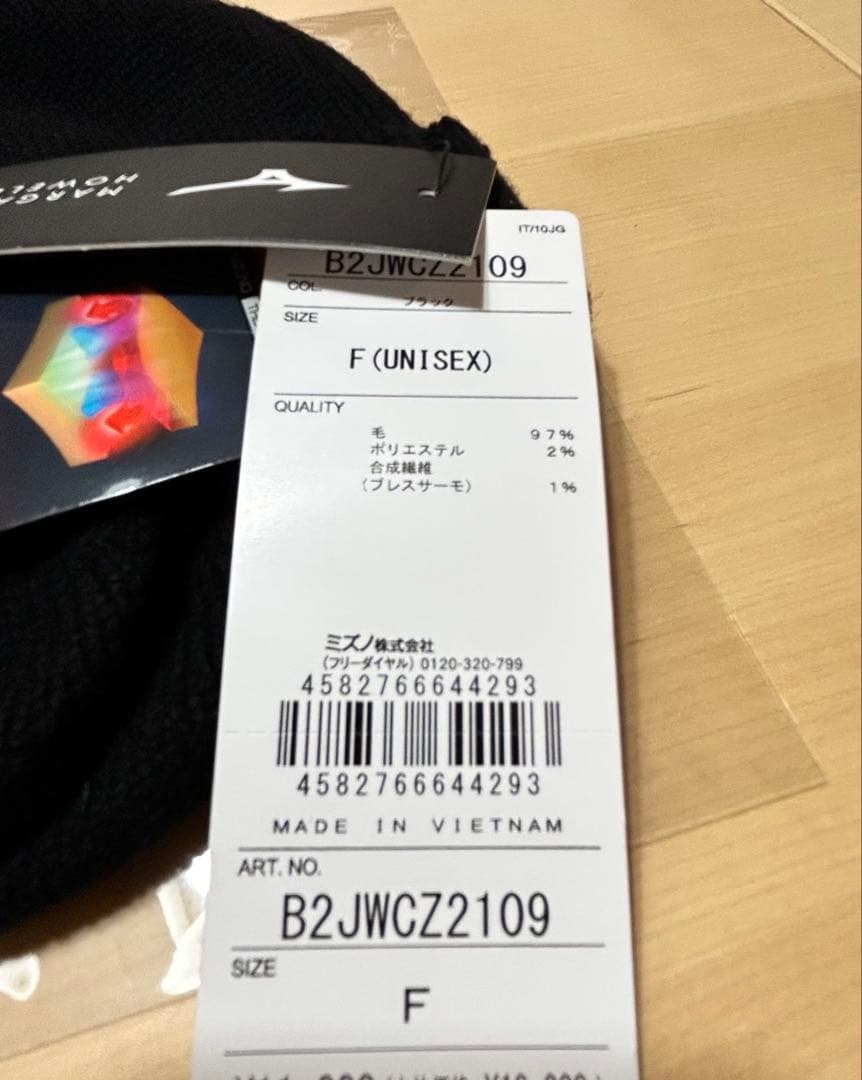 MARGA
HOWEL
IT/10JG
B2JWCZ2109
COL.
ブラック
SIZE
F(UNISEX)
QUALITY
毛 97%
ポリエステル 2%
合成繊維
(ブレスサーモ) 1%
ミズノ株式会社
(フリーダイヤル) 0120-320-799
4582766644293
4582766644293
MADE IN VIETNAM
ART. NO.
B2JWCZ2109
SIZE
F